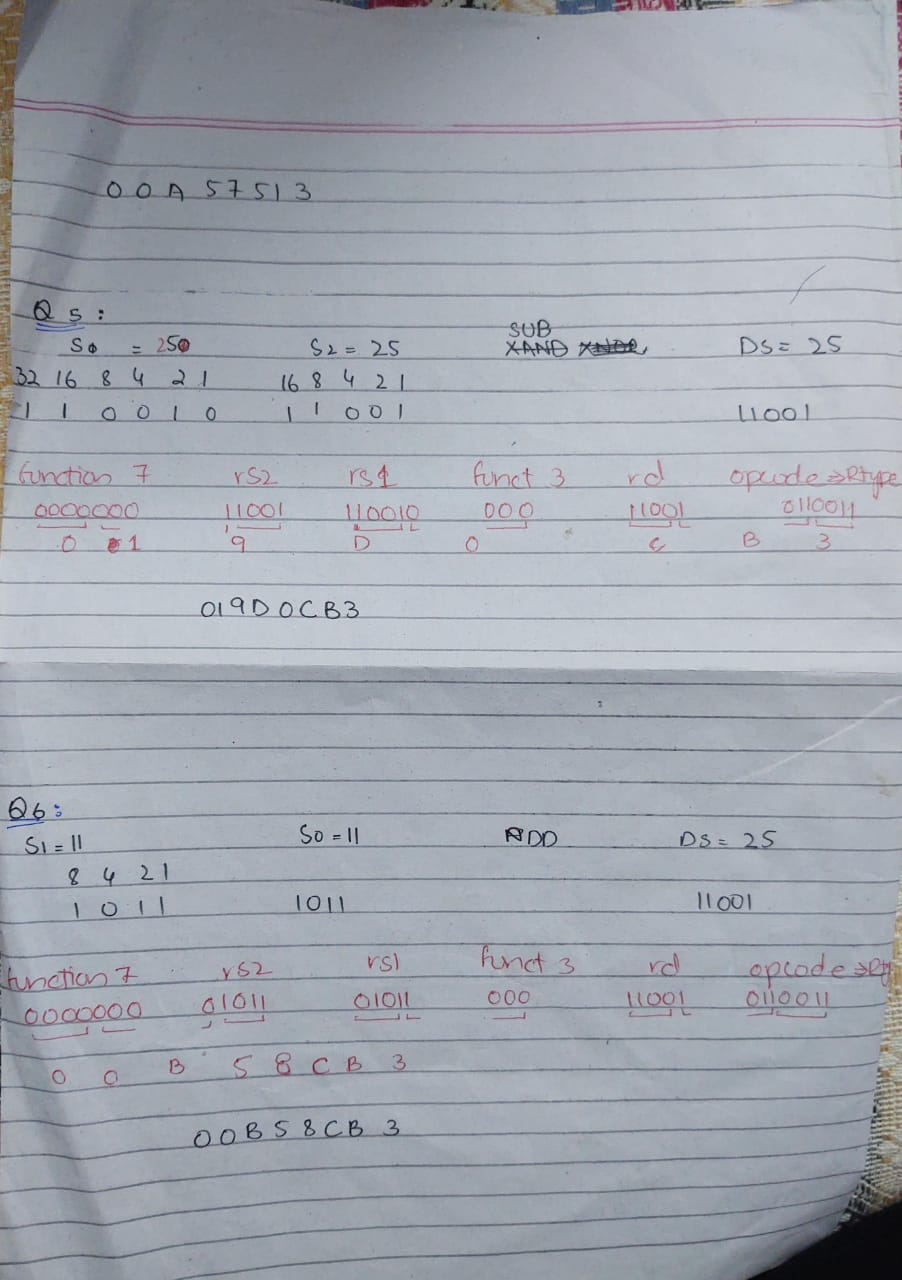 00A57513
Q5:
S0 = 250 S2 = 25 SUB DS = 25
XAND
32 16 8 4 2 1 16 8 4 2 1
1 1 0 0 1 0 1 1 0 0 1 11001
function 7 rs2 rs1 funct 3 rd opcode ⇒Rtype
0000000 11001 110010 000 11001 0110011
0 1 9 D 0 C B 3
019D0CB3
Q6:
S1 = 11 S0 = 11 ADD DS = 25
8 4 2 1
1 0 1 1 1011 11001
function 7 rs2 rs1 funct 3 rd opcode
0000000 01011 01011 000 11001 0110011
0 0 B 5 8 C B 3
00B58CB3